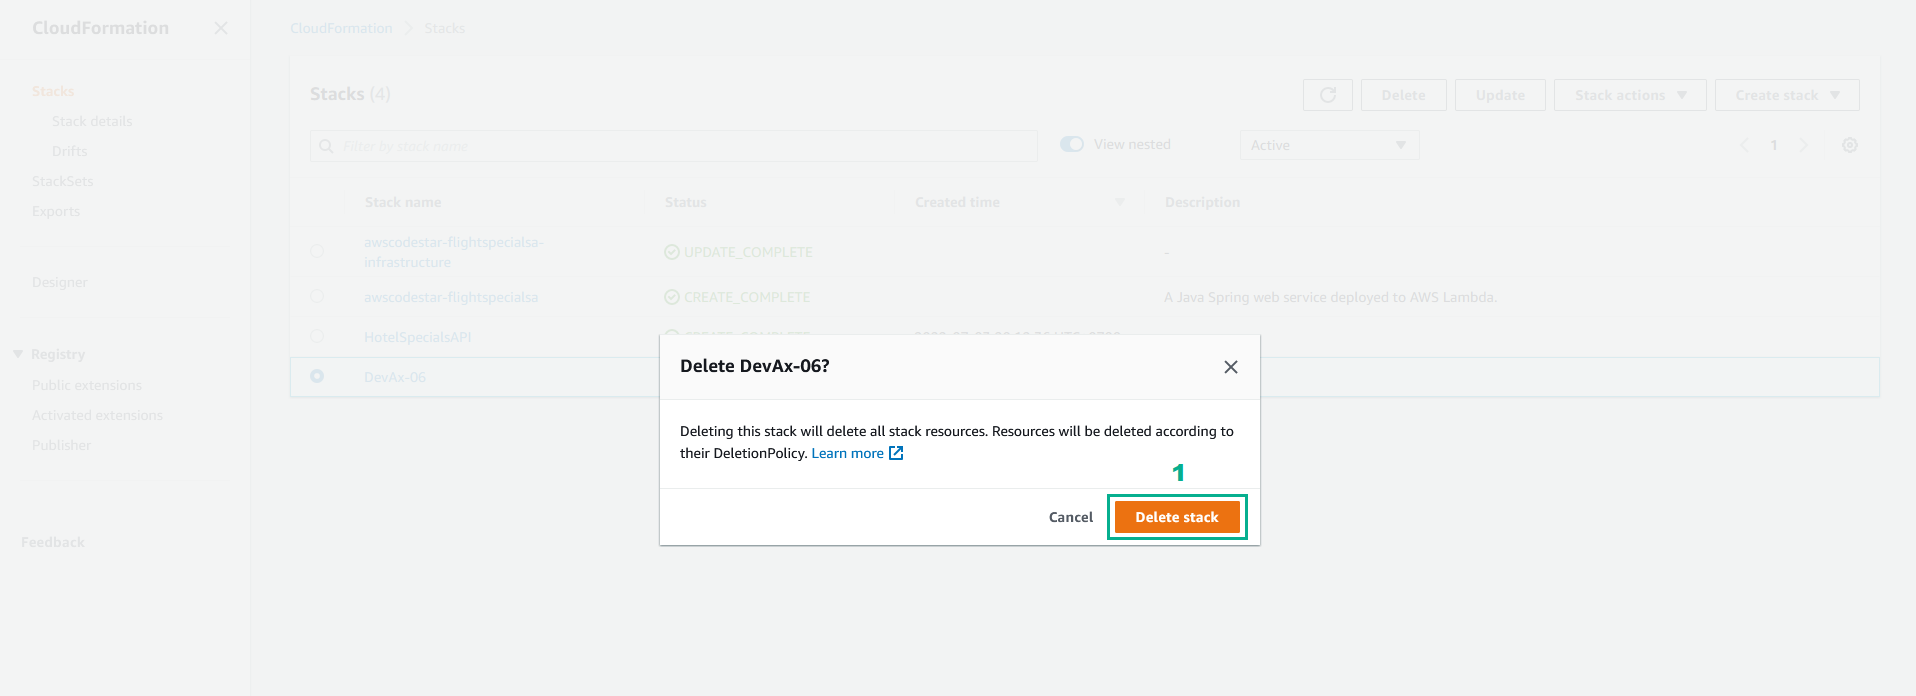 CloudFormation
CloudFormation Stacks
Stacks
Stack details
Drifts
StackSets
Exports
Designer
Registry
Public extensions
Activated extensions
Publisher
Feedback
Stacks (4)
Delete Update Stack actions Create stack
Filter by stack name View nested Active 1
Stack name Status Created time Description
awscodestar-flightspecialsa-
infrastructure UPDATE_COMPLETE -
awscodestar-flightspecialsa CREATE_COMPLETE A Java Spring web service deployed to AWS Lambda.
HotelSpecialsAPI CREATE_COMPLETE
DevAx-06
Delete DevAx-06?
Deleting this stack will delete all stack resources. Resources will be deleted according to
their DeletionPolicy. Learn more
1
Cancel Delete stack